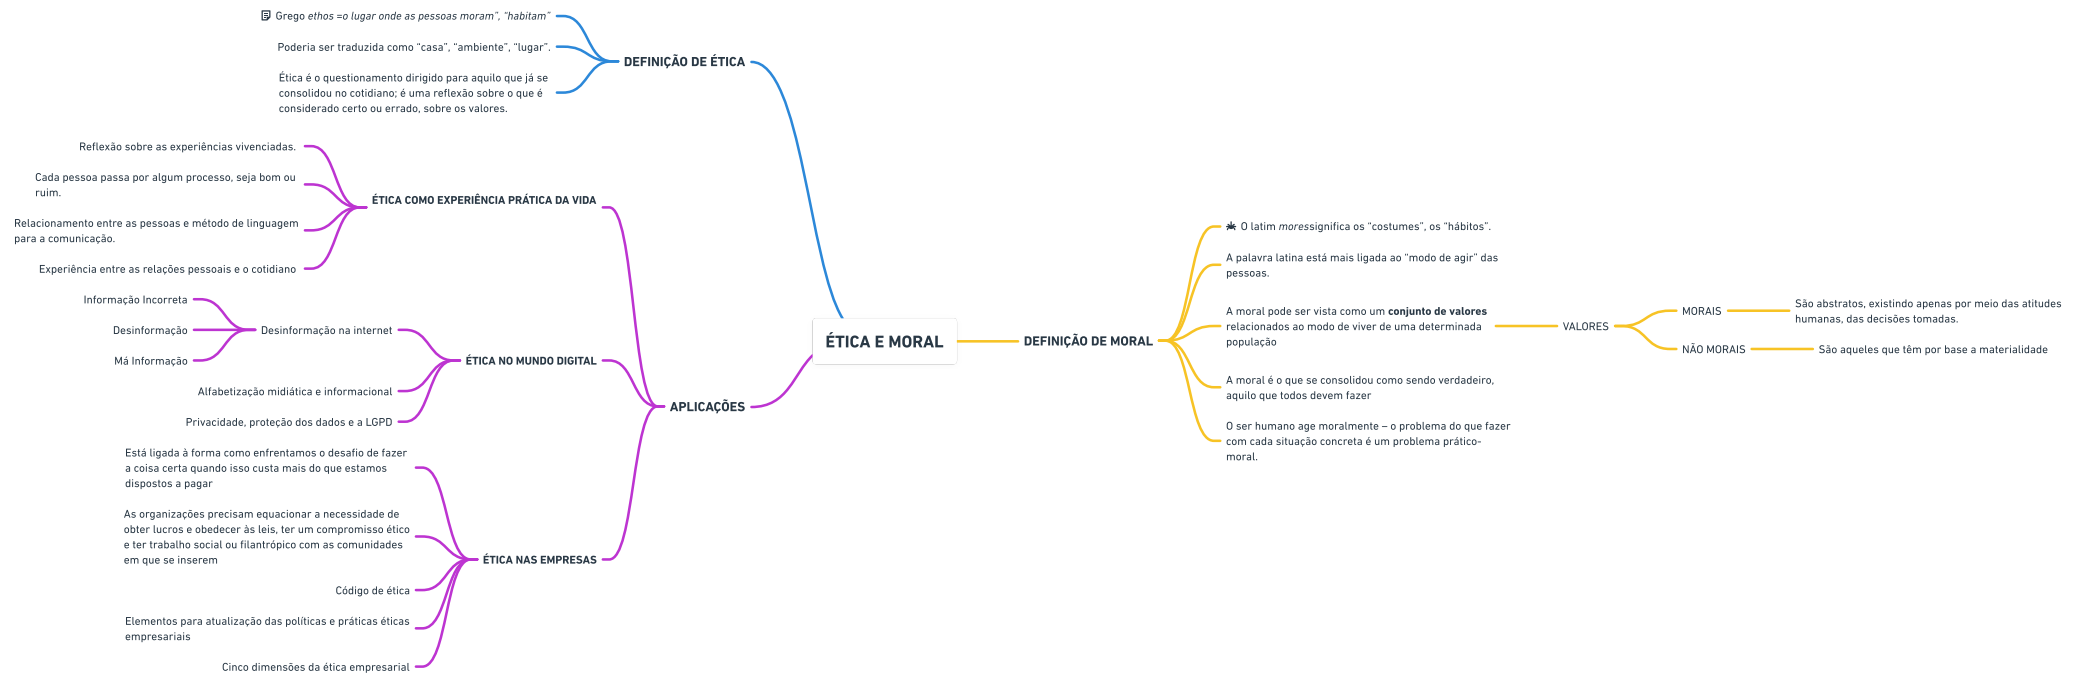 ÉTICA E MORAL
DEFINIÇÃO DE ÉTICA
Grego ethos =o lugar onde as pessoas moram”, “habitam”
Poderia ser traduzida como “casa”, “ambiente”, “lugar”.
Ética é o questionamento dirigido para aquilo que já se
consolidou no cotidiano; é uma reflexão sobre o que é
considerado certo ou errado, sobre os valores.
APLICAÇÕES
ÉTICA COMO EXPERIÊNCIA PRÁTICA DA VIDA
Reflexão sobre as experiências vivenciadas.
Cada pessoa passa por algum processo, seja bom ou
ruim.
Relacionamento entre as pessoas e método de linguagem
para a comunicação.
Experiência entre as relações pessoais e o cotidiano
ÉTICA NO MUNDO DIGITAL
Desinformação na internet
Informação Incorreta
Desinformação
Má Informação
Alfabetização midiática e informacional
Privacidade, proteção dos dados e a LGPD
ÉTICA NAS EMPRESAS
Está ligada à forma como enfrentamos o desafio de fazer
a coisa certa quando isso custa mais do que estamos
dispostos a pagar
As organizações precisam equacionar a necessidade de
obter lucros e obedecer às leis, ter um compromisso ético
e ter trabalho social ou filantrópico com as comunidades
em que se inserem
Código de ética
Elementos para atualização das políticas e práticas éticas
empresariais
Cinco dimensões da ética empresarial
DEFINIÇÃO DE MORAL
O latim moressignifica os “costumes”, os “hábitos”.
A palavra latina está mais ligada ao “modo de agir” das
pessoas.
A moral pode ser vista como um conjunto de valores
relacionados ao modo de viver de uma determinada
população
VALORES
MORAIS
São abstratos, existindo apenas por meio das atitudes
humanas, das decisões tomadas.
NÃO MORAIS
São aqueles que têm por base a materialidade
A moral é o que se consolidou como sendo verdadeiro,
aquilo que todos devem fazer
O ser humano age moralmente – o problema do que fazer
com cada situação concreta é um problema prático-
moral.